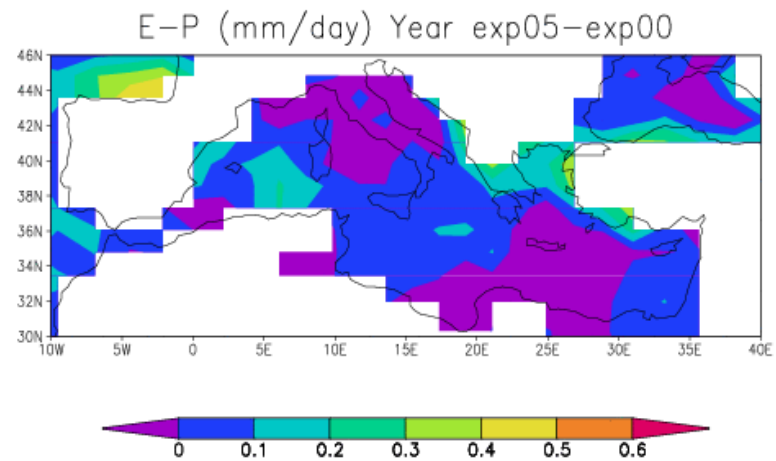 E-P (mm/day) Year exp05-exp00
46N
44N
42N
40N
38N
36N
34N
32N
30N
10W 5W 0 5E 10E 15E 20E 25E 30E 35E 40E
0 0.1 0.2 0.3 0.4 0.5 0.6